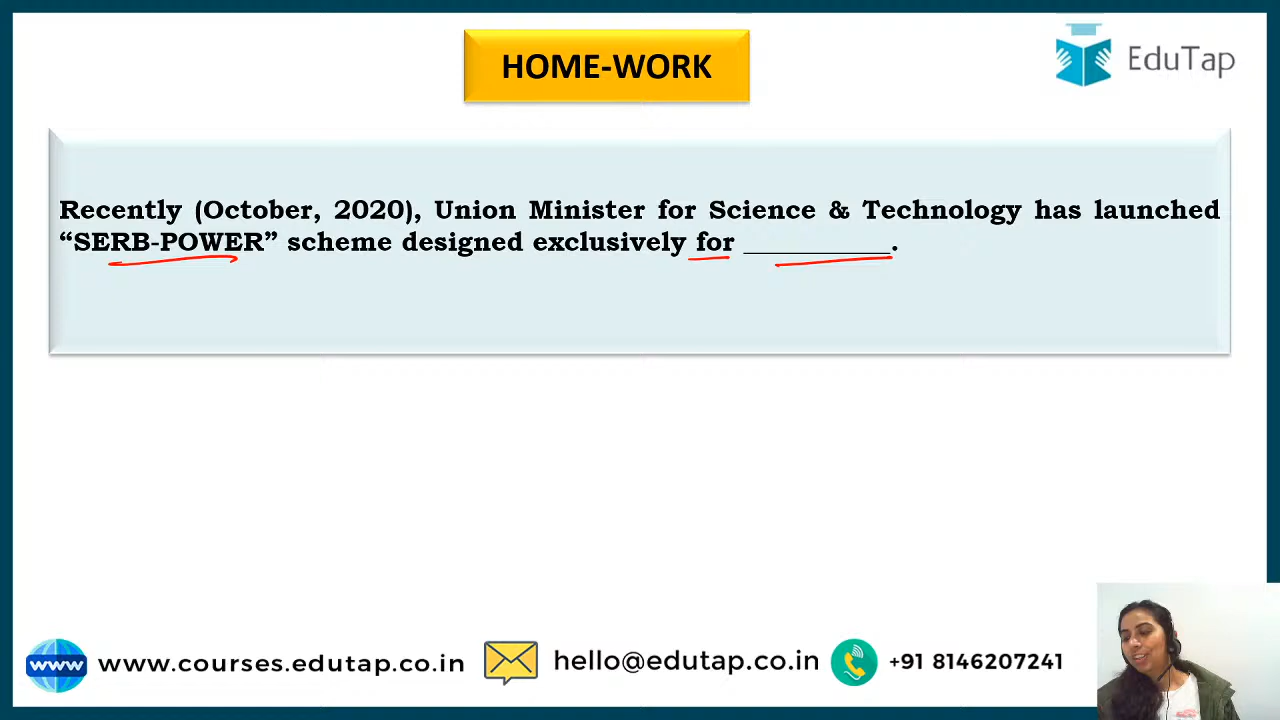 HOME-WORK
EduTap
Recently (October, 2020), Union Minister for Science & Technology has launched
“SERB-POWER” scheme designed exclusively for ___________.
www www.courses.edutap.co.in hello@edutap.co.in +91 8146207241